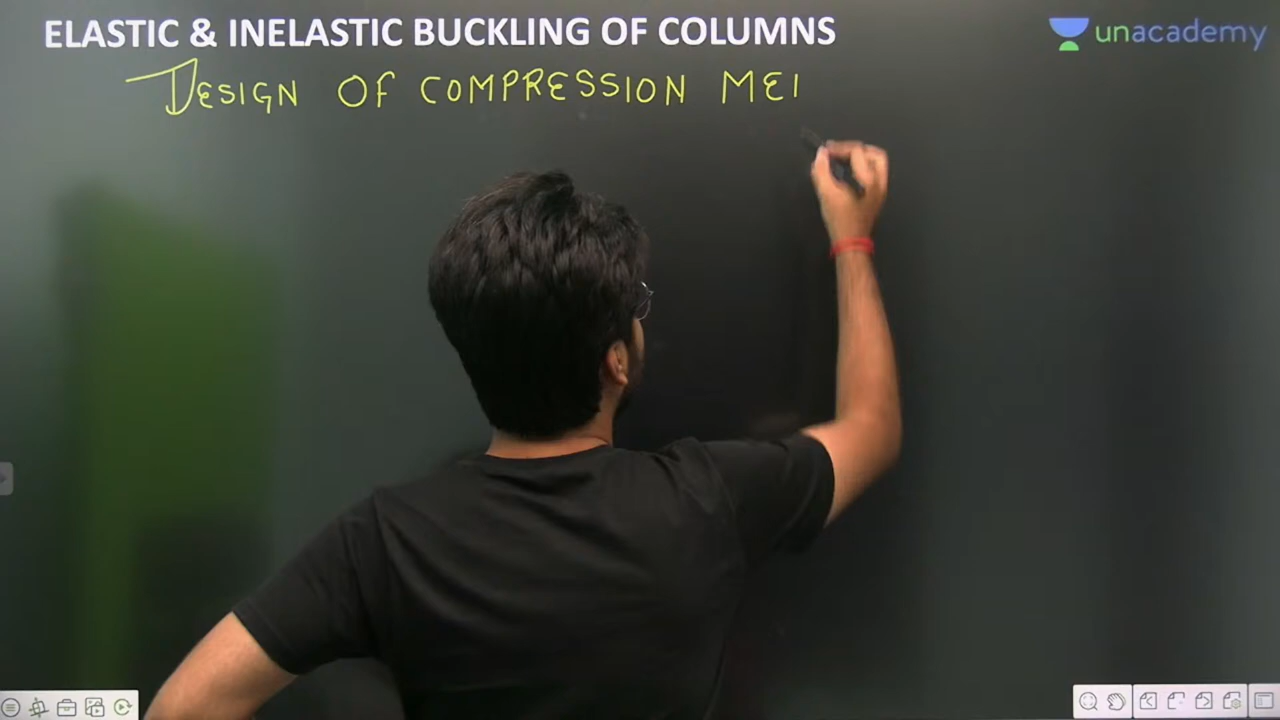 ELASTIC & INELASTIC BUCKLING OF COLUMNS
unacademy
DESIGN OF COMPRESSION MEI